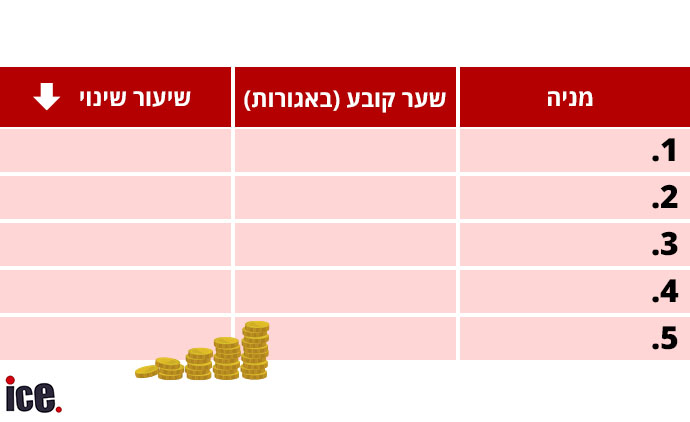 מניה
שער קובע (באגורות)
שיעור שינוי
1.
2.
3.
4.
5.
ice.